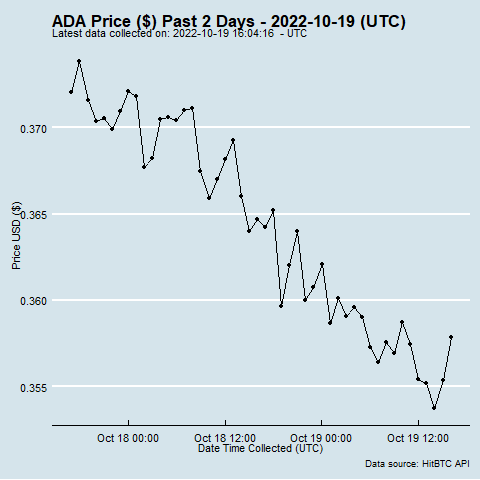 ADA Price ($) Past 2 Days - 2022-10-19 (UTC)
Latest data collected on: 2022-10-19 16:04:16  - UTC
0.370
0.365
0.360
0.355
Price USD ($)
Oct 18 00:00 Oct 18 12:00 Oct 19 00:00 Oct 19 12:00
Date Time Collected (UTC)
Data source: HitBTC API